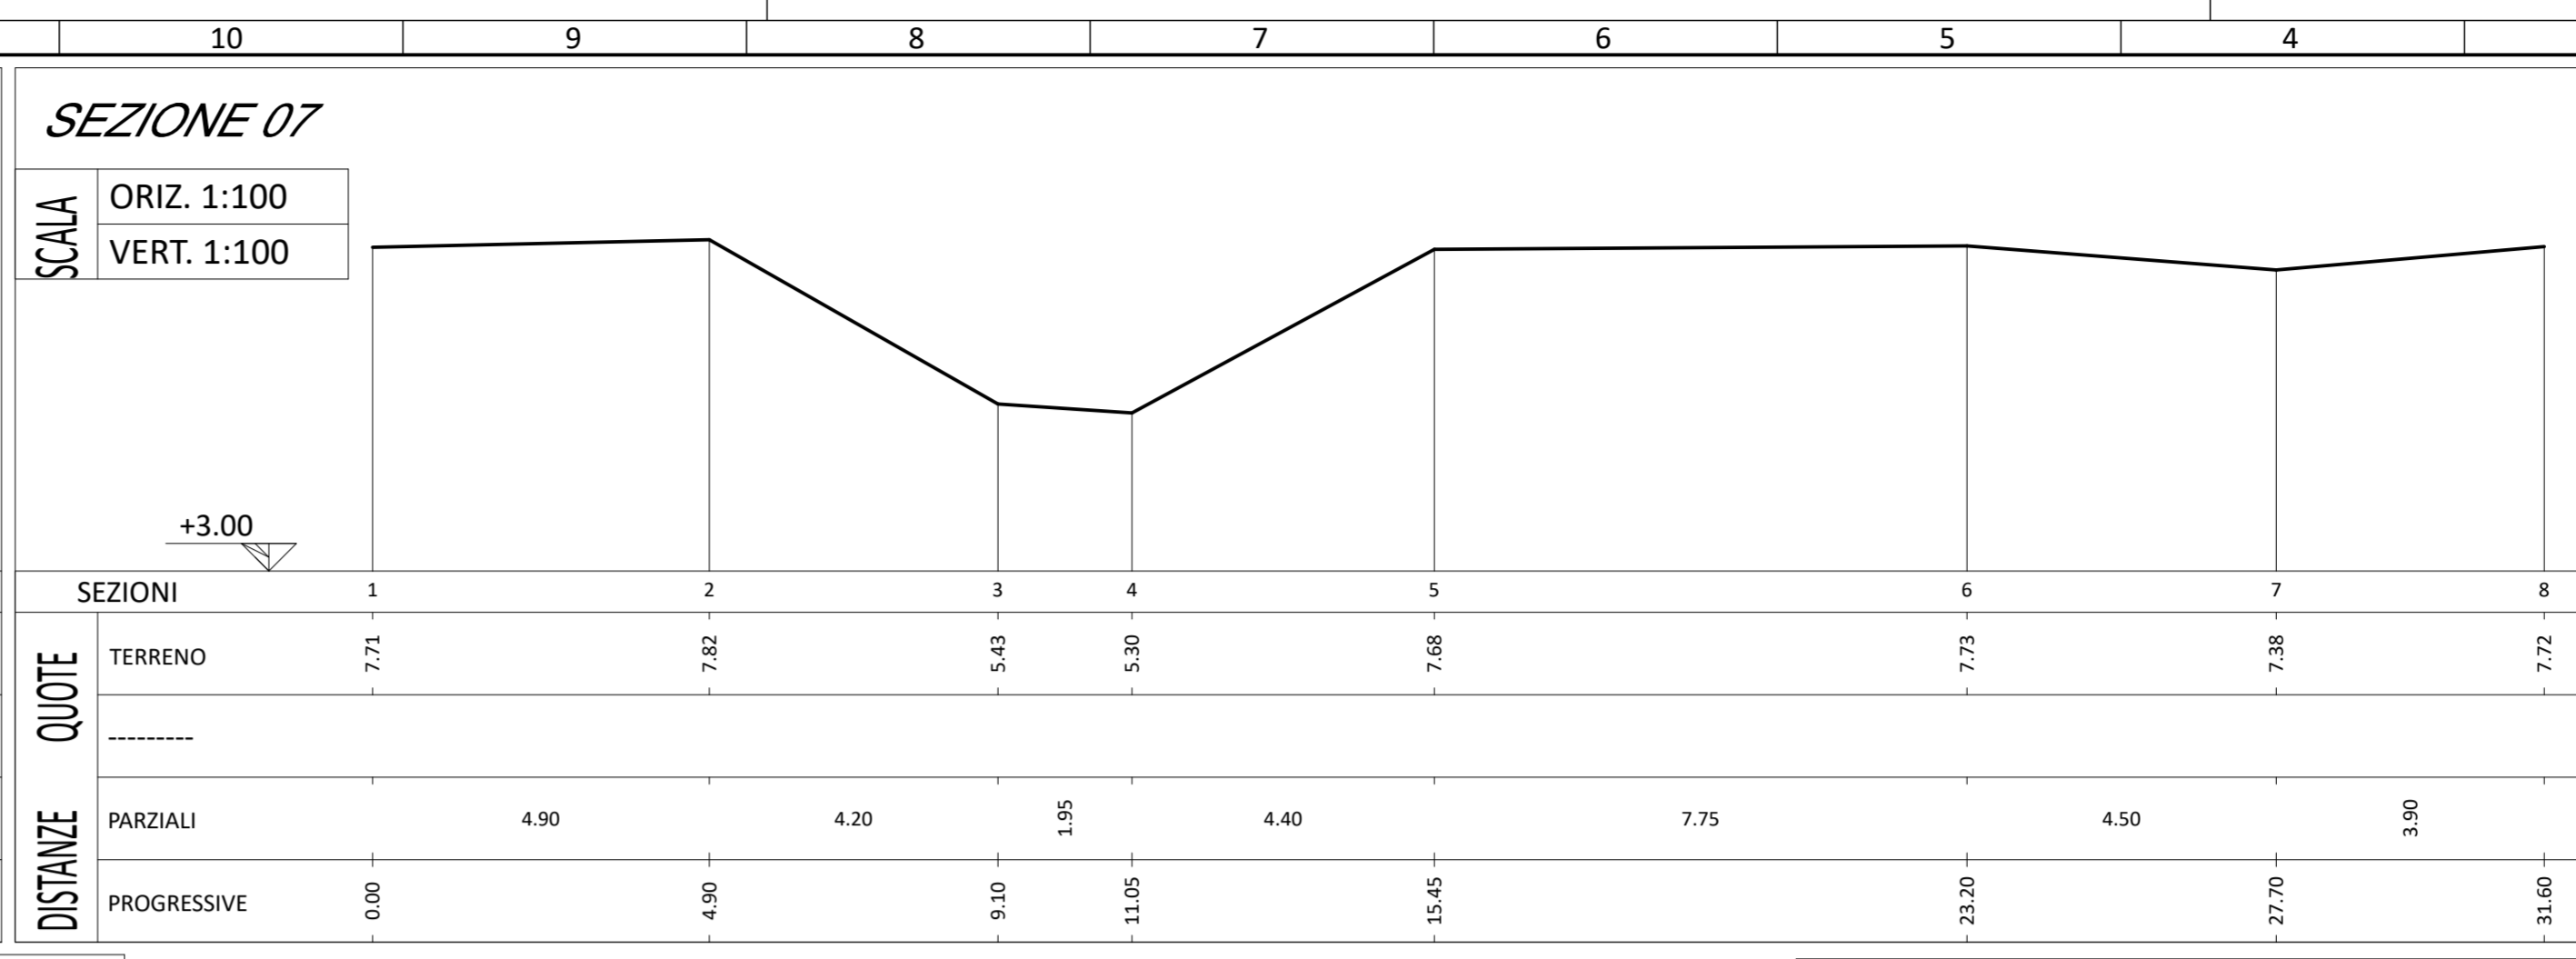 10 9 8 7 6 5 4
SEZIONE 07
SCALA
ORIZ. 1:100
VERT. 1:100
+3.00
SEZIONI 1 2 3 4 5 6 7 8
QUOTE
TERRENO 7.71 7.82 5.43 5.30 7.68 7.73 7.38 7.72
---------
DISTANZE
PARZIALI 4.90 4.20 1.95 4.40 7.75 4.50 3.90
PROGRESSIVE 0.00 4.90 9.10 11.05 15.45 23.20 27.70 31.60